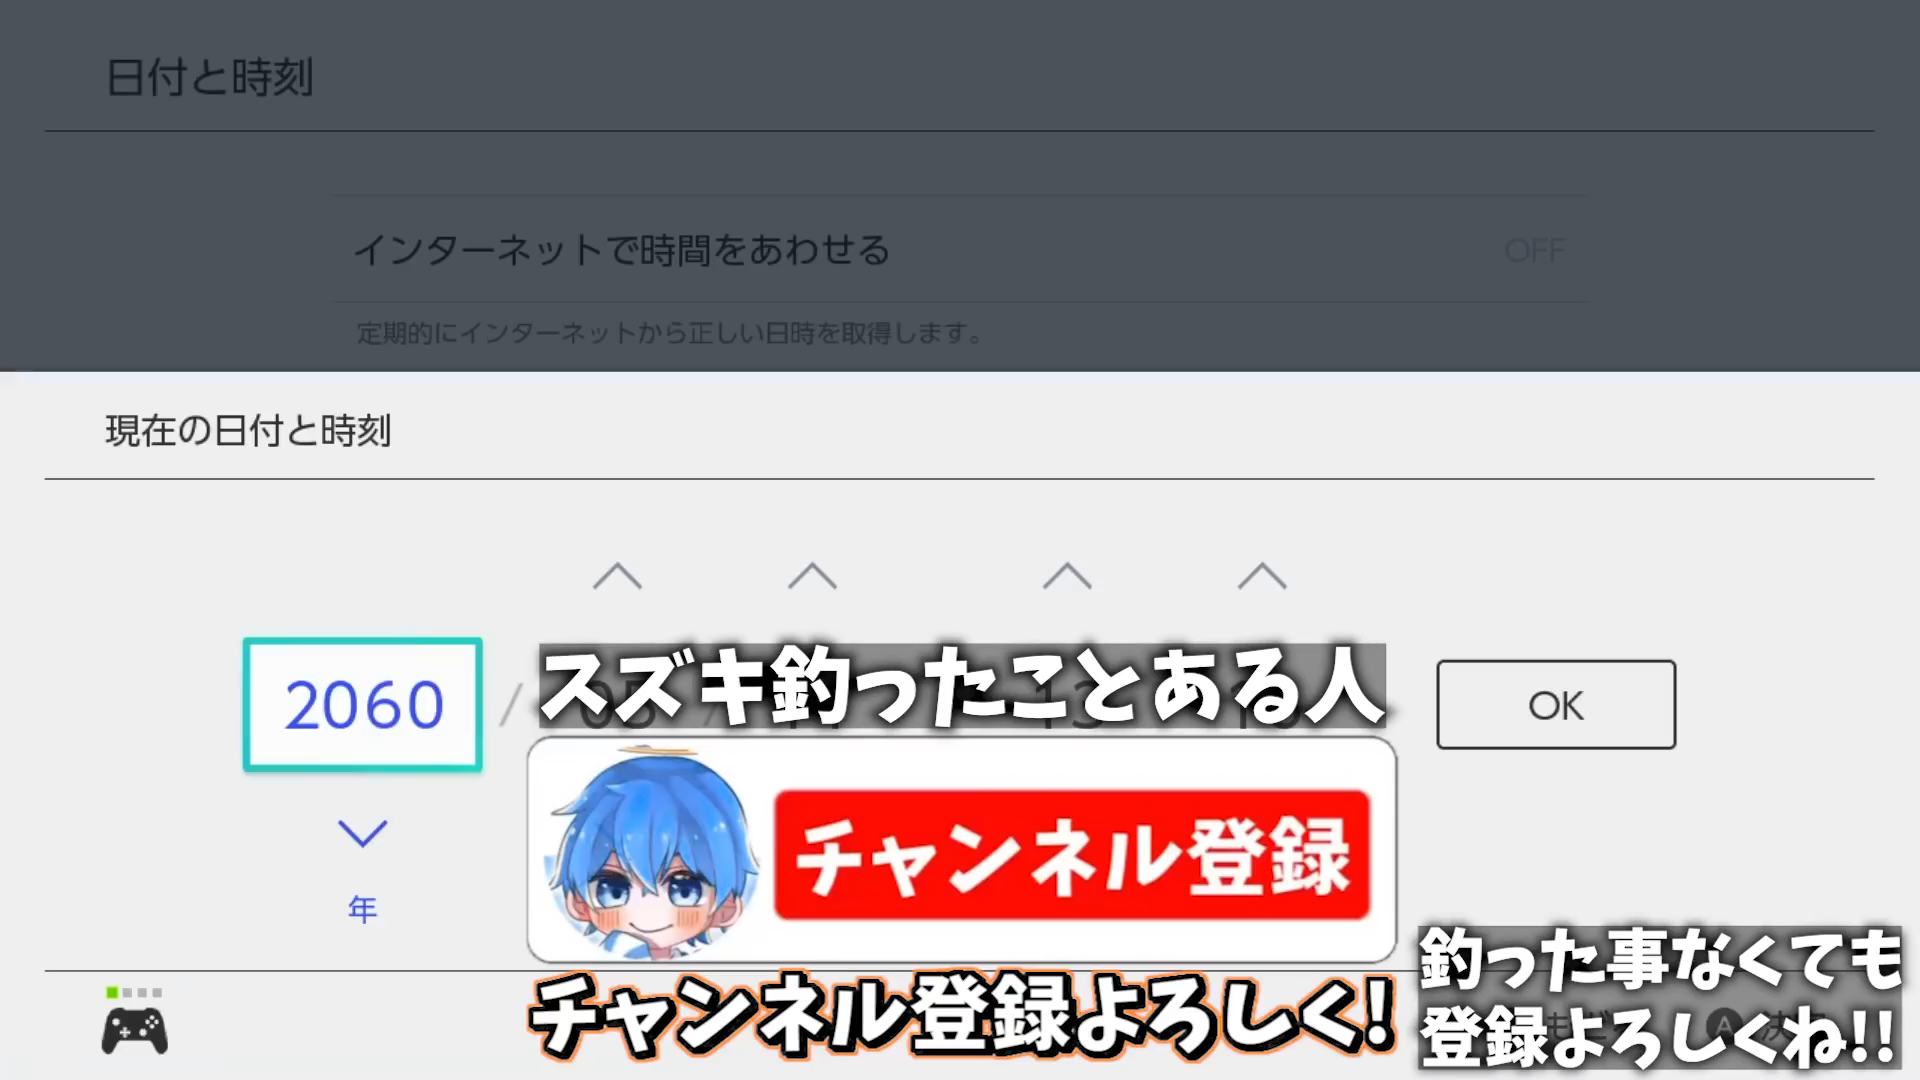 日付と時刻
インターネットで時間をあわせる
OFF
定期的にインターネットから正しい日時を取得します。
現在の日付と時刻
2060 /
スズキ釣ったことある人
OK
チャンネル登録
年
チャンネル登録よろしく!
釣った事なくても
登録よろしくね!!